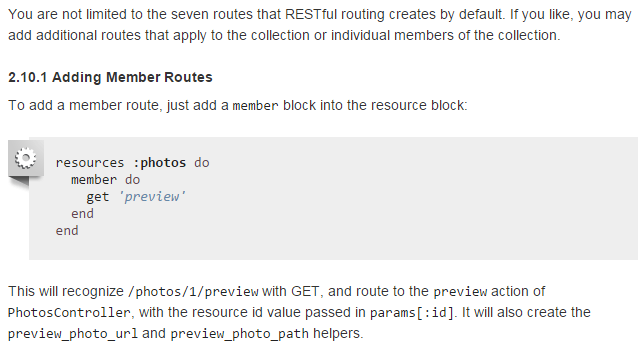 You are not limited to the seven routes that RESTful routing creates by default. If you like, you may
add additional routes that apply to the collection or individual members of the collection.
2.10.1 Adding Member Routes
To add a member route, just add a member block into the resource block:
resources :photos do
  member do
    get 'preview'
  end
end
This will recognize /photos/1/preview with GET, and route to the preview action of
PhotosController, with the resource id value passed in params[:id]. It will also create the
preview_photo_url and preview_photo_path helpers.